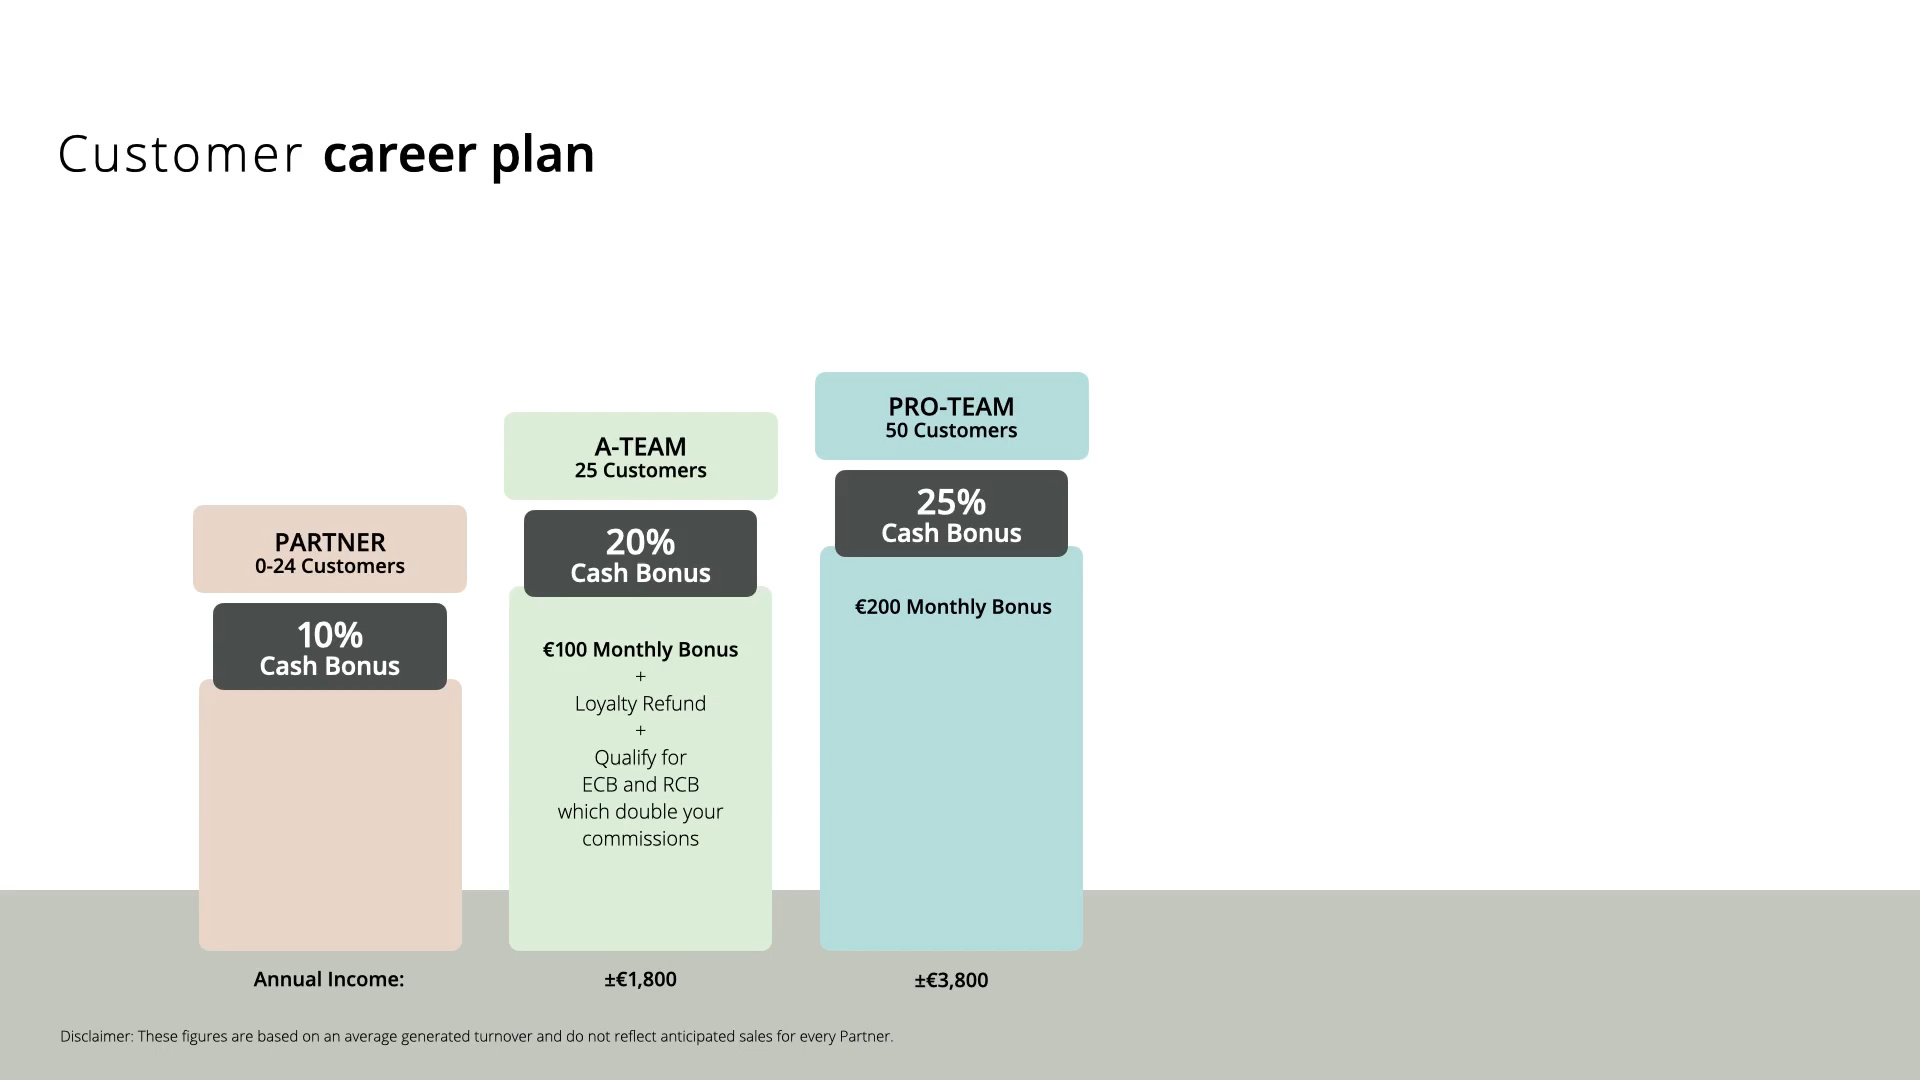 Customer career plan
PARTNER
0-24 Customers
10%
Cash Bonus
A-TEAM
25 Customers
20%
Cash Bonus
€100 Monthly Bonus
+
Loyalty Refund
+
Qualify for
ECB and RCB
which double your
commissions
PRO-TEAM
50 Customers
25%
Cash Bonus
€200 Monthly Bonus
Annual Income:
±€1,800
±€3,800
Disclaimer: These figures are based on an average generated turnover and do not reflect anticipated sales for every Partner.